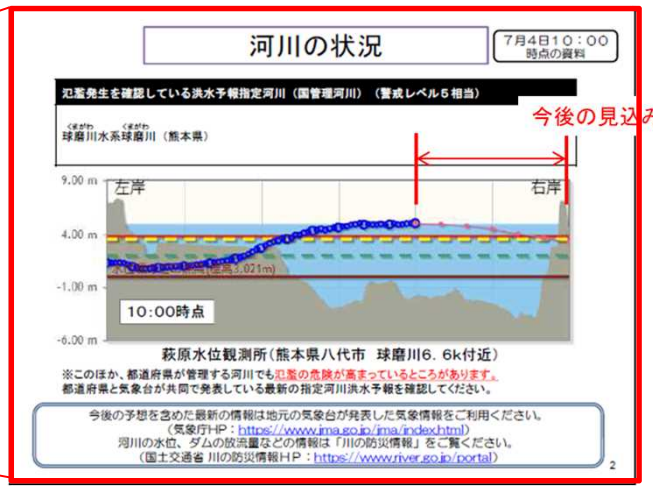 河川の状況
7月4日10:00
時点の資料
氾濫発生を確認している洪水予報指定河川（国管理河川）（警戒レベル５相当）
今後の見込み
くまがわ くまがわ
球磨川水系球磨川（熊本県）
9.00 m
左岸
右岸
4.00 m
-1.00 m
10:00時点
-6.00 m
萩原水位観測所(熊本県八代市 球磨川6. 6k付近)
※このほか、都道府県が管理する河川でも氾濫の危険が高まっているところがあります。
都道府県と気象台が共同で発表している最新の指定河川洪水予報を確認してください。
今後の予想を含めた最新の情報は地元の気象台が発表した気象情報をご利用ください。
（気象庁HP：https://www.jma.go.jp/jma/index.html）
河川の水位、ダムの放流量などの情報は「川の防災情報」をご覧ください。
（国土交通省 川の防災情報HP：http://www.river.go.jp/portal）
2